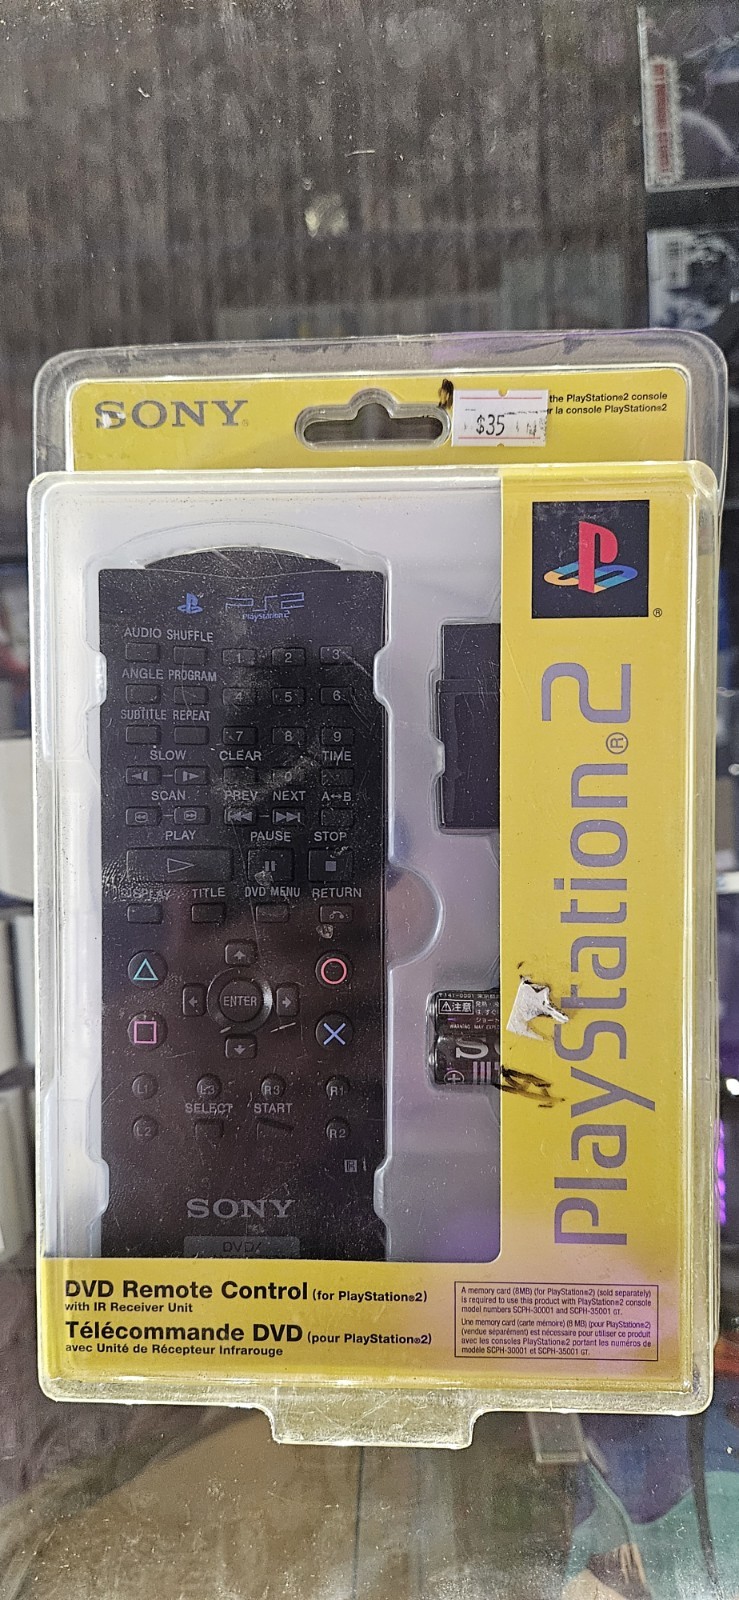 SONY®
$35
the PlayStation®2 console
la console PlayStation®2
PS2
PlayStation 2
AUDIO SHUFFLE
1 2 3
ANGLE PROGRAM
4 5 6
SUBTITLE REPEAT
7 8 9
SLOW CLEAR TIME
0
SCAN PREV NEXT A↔B
PLAY PAUSE STOP
DISPLAY TITLE DVD MENU RETURN
ENTER
L1 L3 R3 R1
SELECT START
L2 R2
IR
SONY
DVD
注意
PlayStation®2
DVD Remote Control (for PlayStation®2)
with IR Receiver Unit
Télécommande DVD (pour PlayStation®2)
avec Unité de Récepteur Infrarouge
A memory card (8MB) (for PlayStation®2) (sold separately)
is required to use this product with PlayStation®2 console
model numbers SCPH-30001 and SCPH-35001 GT.
Une memory card (carte mémoire) (8 MB) (pour PlayStation®2)
(vendue séparément) est nécessaire pour utiliser ce produit
avec les consoles PlayStation®2 portant les numéros de
modèle SCPH-30001 et SCPH-35001 GT.